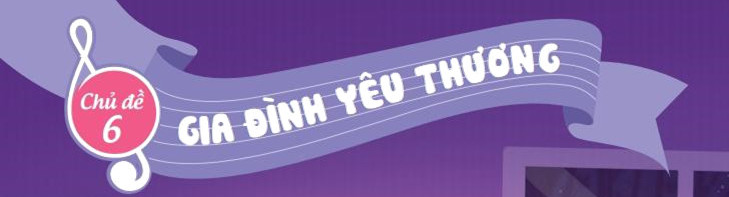 Chủ đề
6
GIA ĐÌNH YÊU THƯƠNG